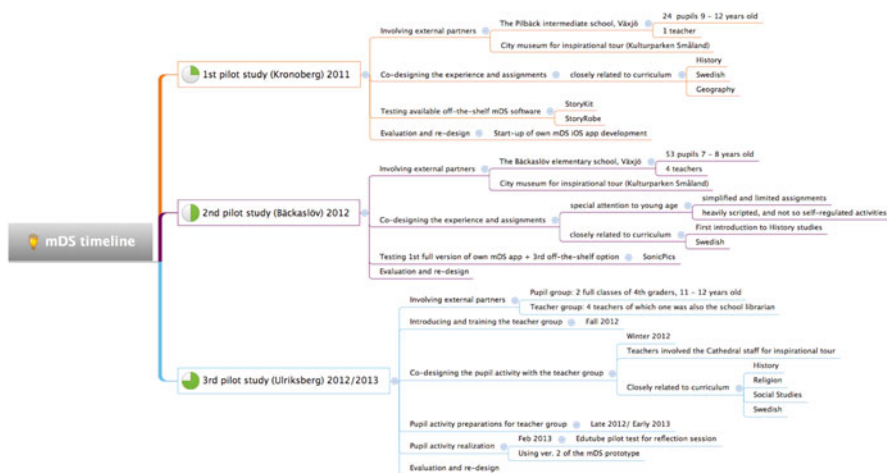 mDS timeline
1st pilot study (Kronoberg) 2011
Involving external partners
The Pilbäck intermediate school, Växjö
24 pupils 9 - 12 years old
1 teacher
City museum for inspirational tour (Kulturparken Småland)
Co-designing the experience and assignments
closely related to curriculum
History
Swedish
Geography
Testing available off-the-shelf mDS software
StoryKit
StoryRobe
Evaluation and re-design
Start-up of own mDS iOS app development
2nd pilot study (Bäckaslöv) 2012
Involving external partners
The Bäckaslöv elementary school, Växjö
53 pupils 7 - 8 years old
4 teachers
City museum for inspirational tour (Kulturparken Småland)
Co-designing the experience and assignments
special attention to young age
simplified and limited assignments
heavily scripted, and not so self-regulated activities
closely related to curriculum
First introduction to History studies
Swedish
Testing 1st full version of own mDS app + 3rd off-the-shelf option
SonicPics
Evaluation and re-design
3rd pilot study (Ulriksberg) 2012/2013
Involving external partners
Pupil group: 2 full classes of 4th graders, 11 - 12 years old
Teacher group: 4 teachers of which one was also the school librarian
Introducing and training the teacher group
Fall 2012
Co-designing the pupil activity with the teacher group
Winter 2012
Teachers involved the Cathedral staff for inspirational tour
Closely related to curriculum
History
Religion
Social Studies
Swedish
Pupil activity preparations for teacher group
Late 2012/ Early 2013
Pupil activity realization
Feb 2013
Edutube pilot test for reflection session
Using ver. 2 of the mDS prototype
Evaluation and re-design